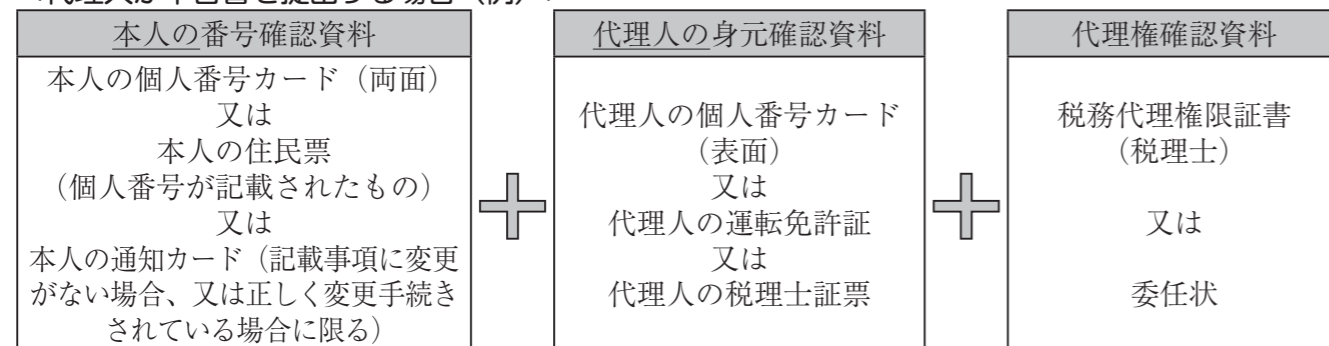 本人の番号確認資料
本人の個人番号カード（両面）
又は
本人の住民票
（個人番号が記載されたもの）
又は
本人の通知カード（記載事項に変更
がない場合、又は正しく変更手続き
されている場合に限る）
代理人の身元確認資料
代理人の個人番号カード
（表面）
又は
代理人の運転免許証
又は
代理人の税理士証票
代理権確認資料
税務代理権限証書
（税理士）
又は
委任状